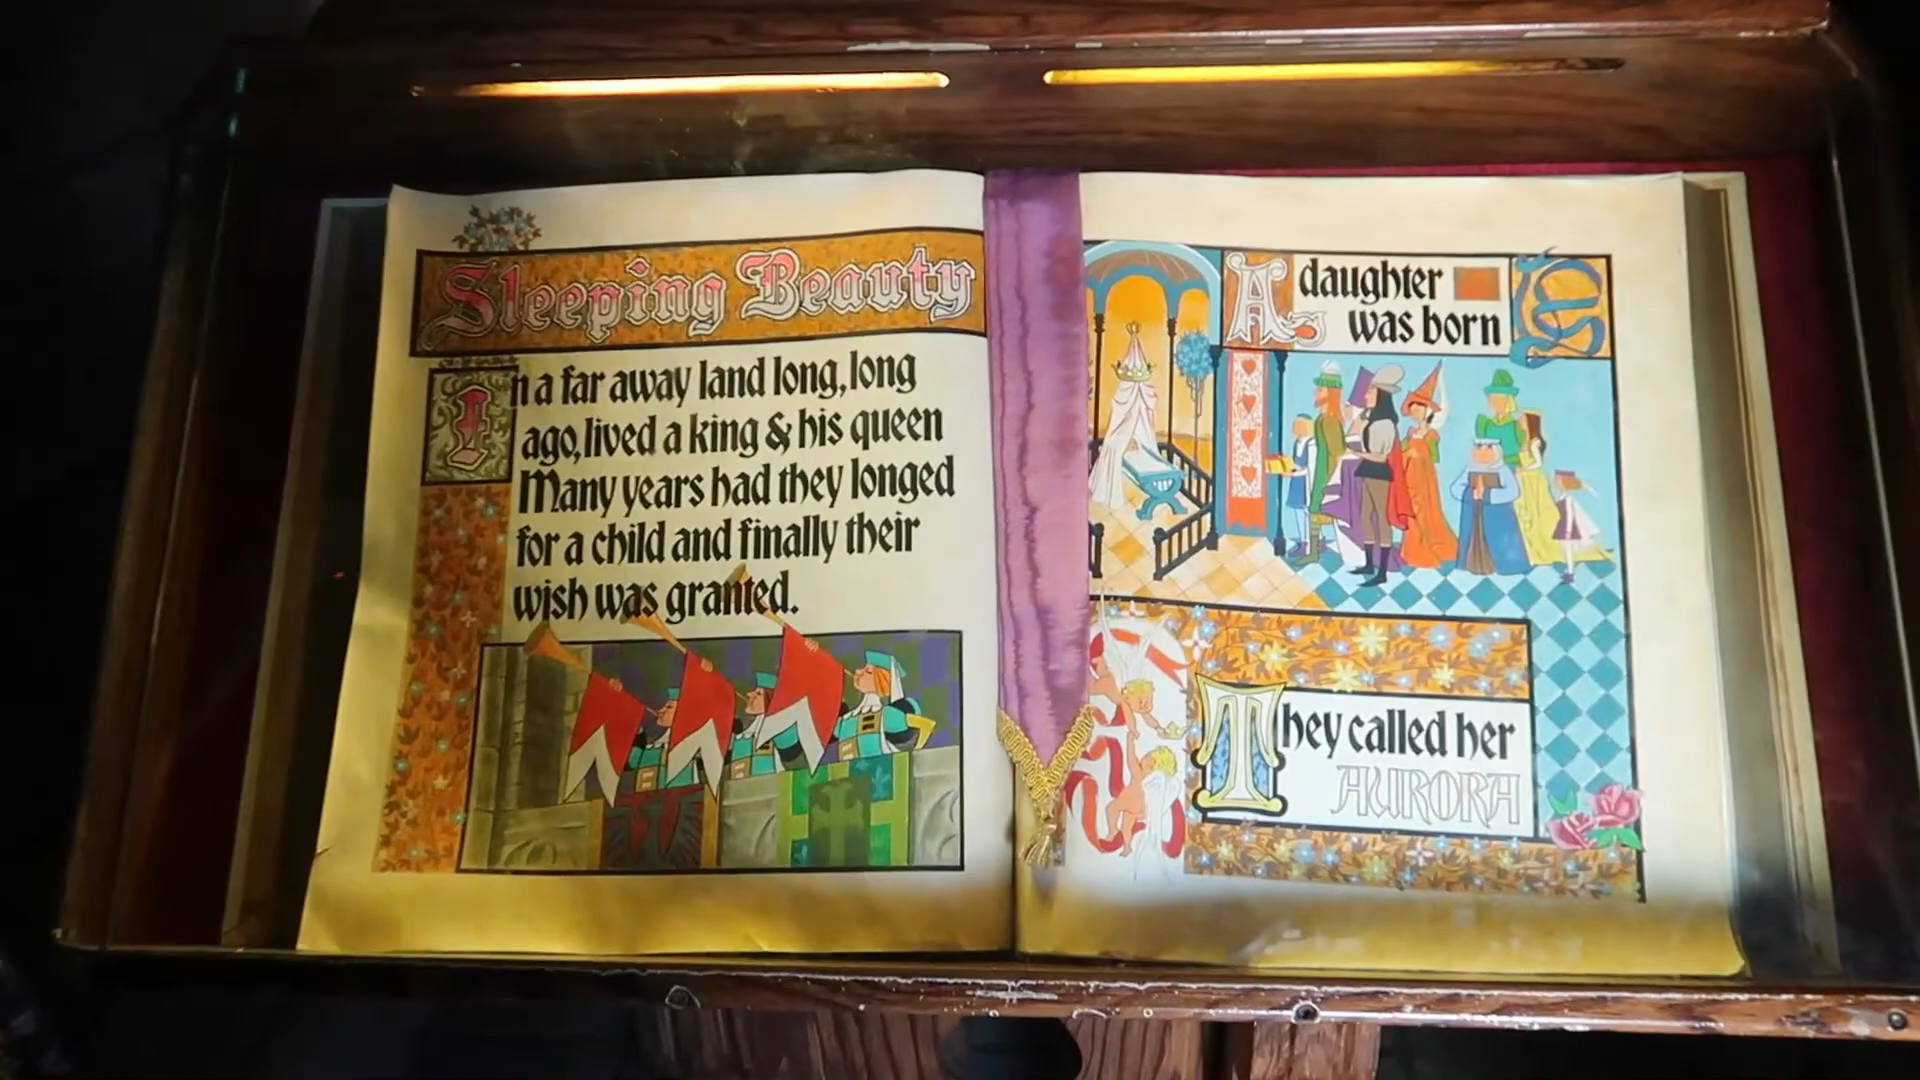 Sleeping Beauty
In a far away land long, long
ago, lived a king & his queen
Many years had they longed
for a child and finally their
wish was granted.
A daughter
was born
They called her
AURORA